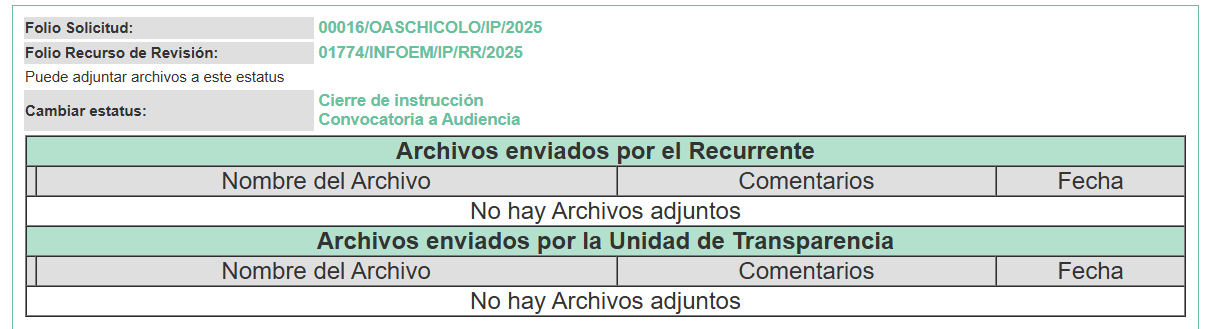 Folio Solicitud: 00016/OASCHICOLO/IP/2025
Folio Recurso de Revisión: 01774/INFOEM/IP/RR/2025
Puede adjuntar archivos a este estatus
Cambiar estatus: Cierre de instrucción
Convocatoria a Audiencia
Archivos enviados por el Recurrente
Nombre del Archivo Comentarios Fecha
No hay Archivos adjuntos
Archivos enviados por la Unidad de Transparencia
Nombre del Archivo Comentarios Fecha
No hay Archivos adjuntos